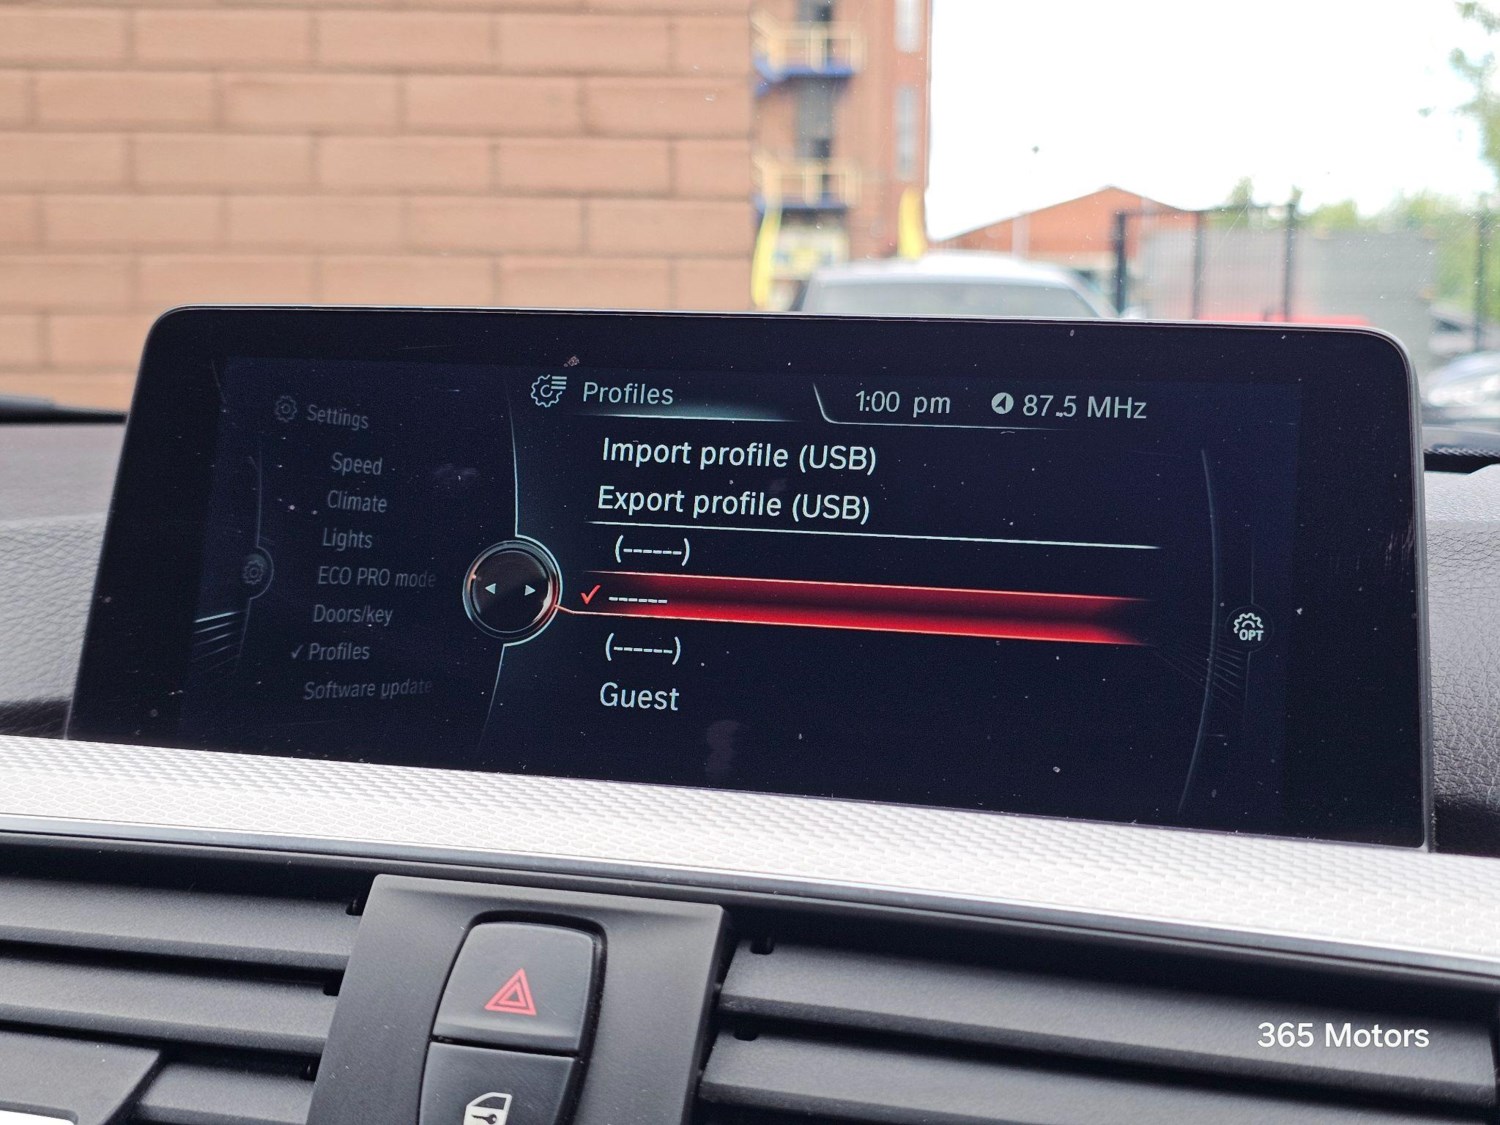 Profiles
1:00 pm
87.5 MHz
Settings
Speed
Climate
Lights
ECO PRO mode
Doors/key
✓ Profiles
Software update
Import profile (USB)
Export profile (USB)
(------)
✓ ------
(------)
Guest
OPT
365 Motors